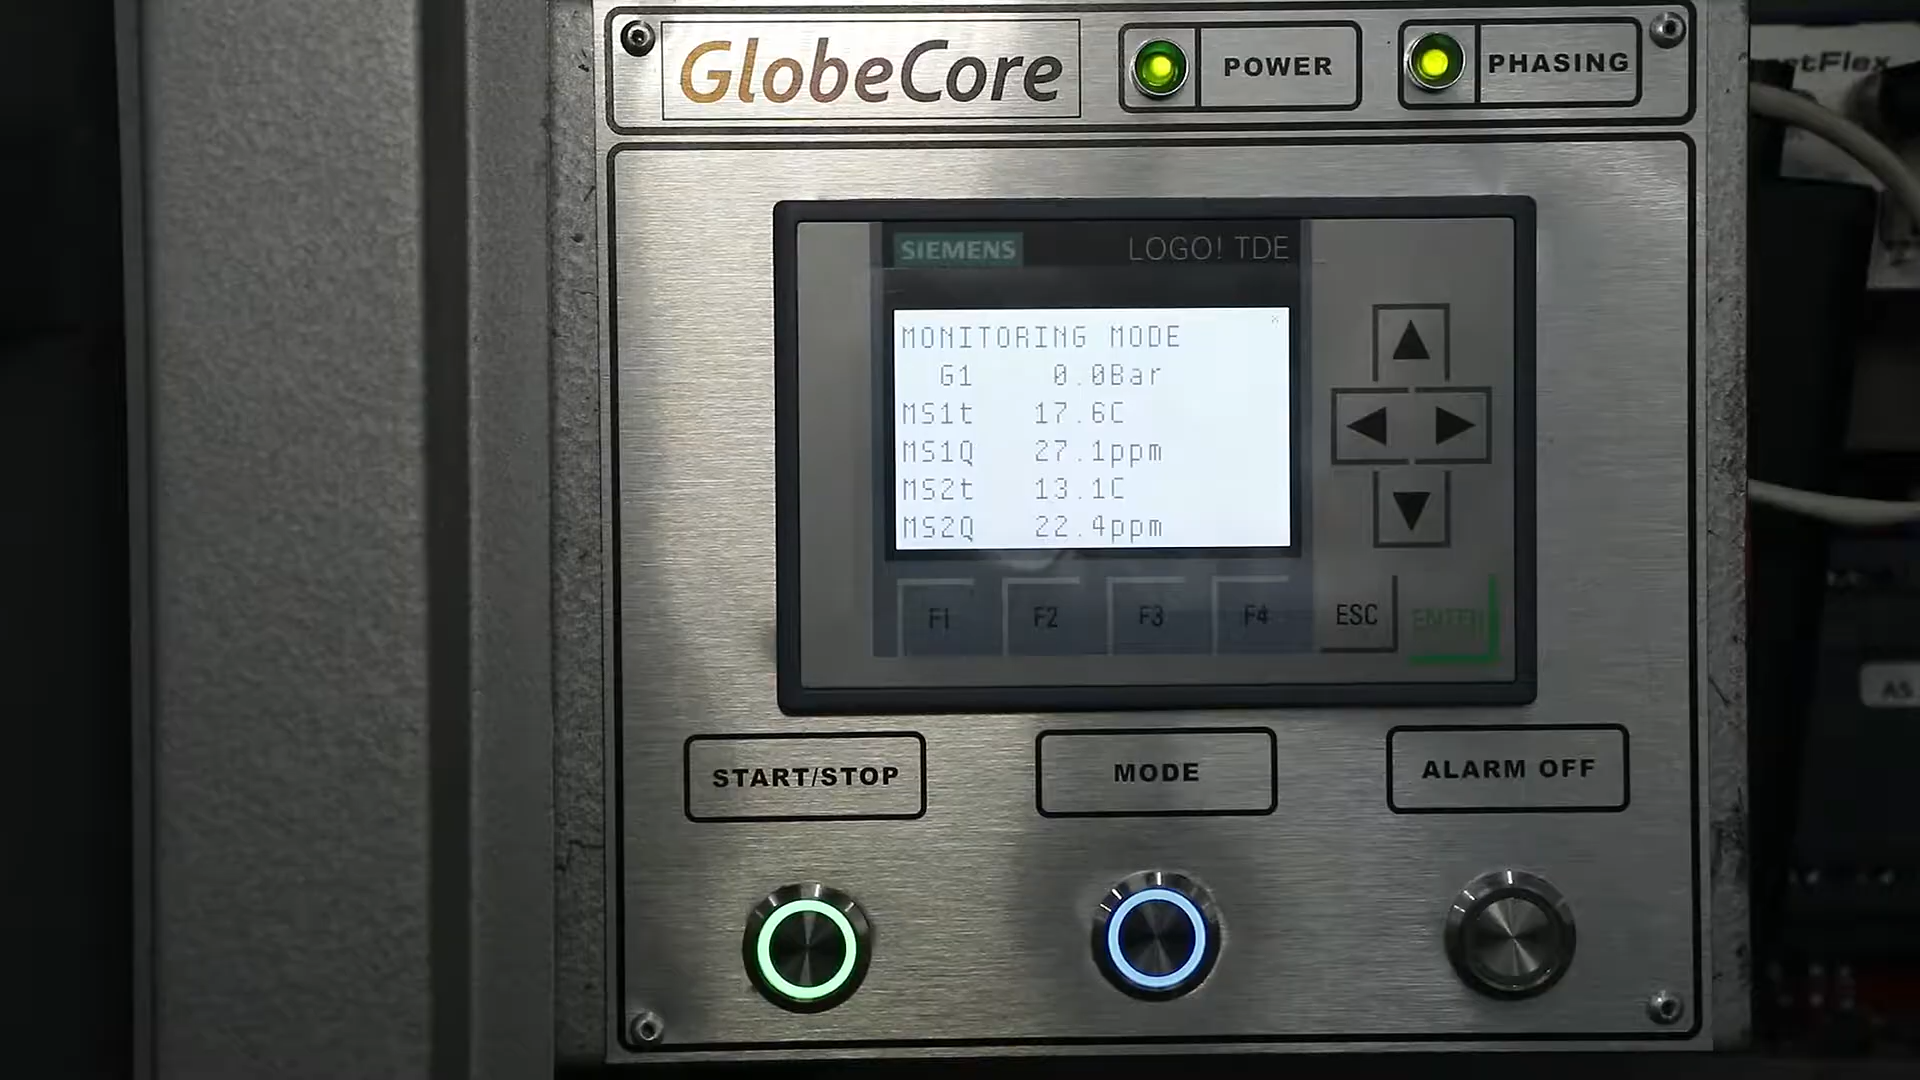 GlobeCore
POWER
PHASING
SIEMENS
LOGO! TDE
MONITORING MODE
G1 0.0Bar
MS1t 17.6C
MS1Q 27.1ppm
MS2t 13.1C
MS2Q 22.4ppm
F1 F2 F3 F4 ESC ENTER
START/STOP
MODE
ALARM OFF
A5